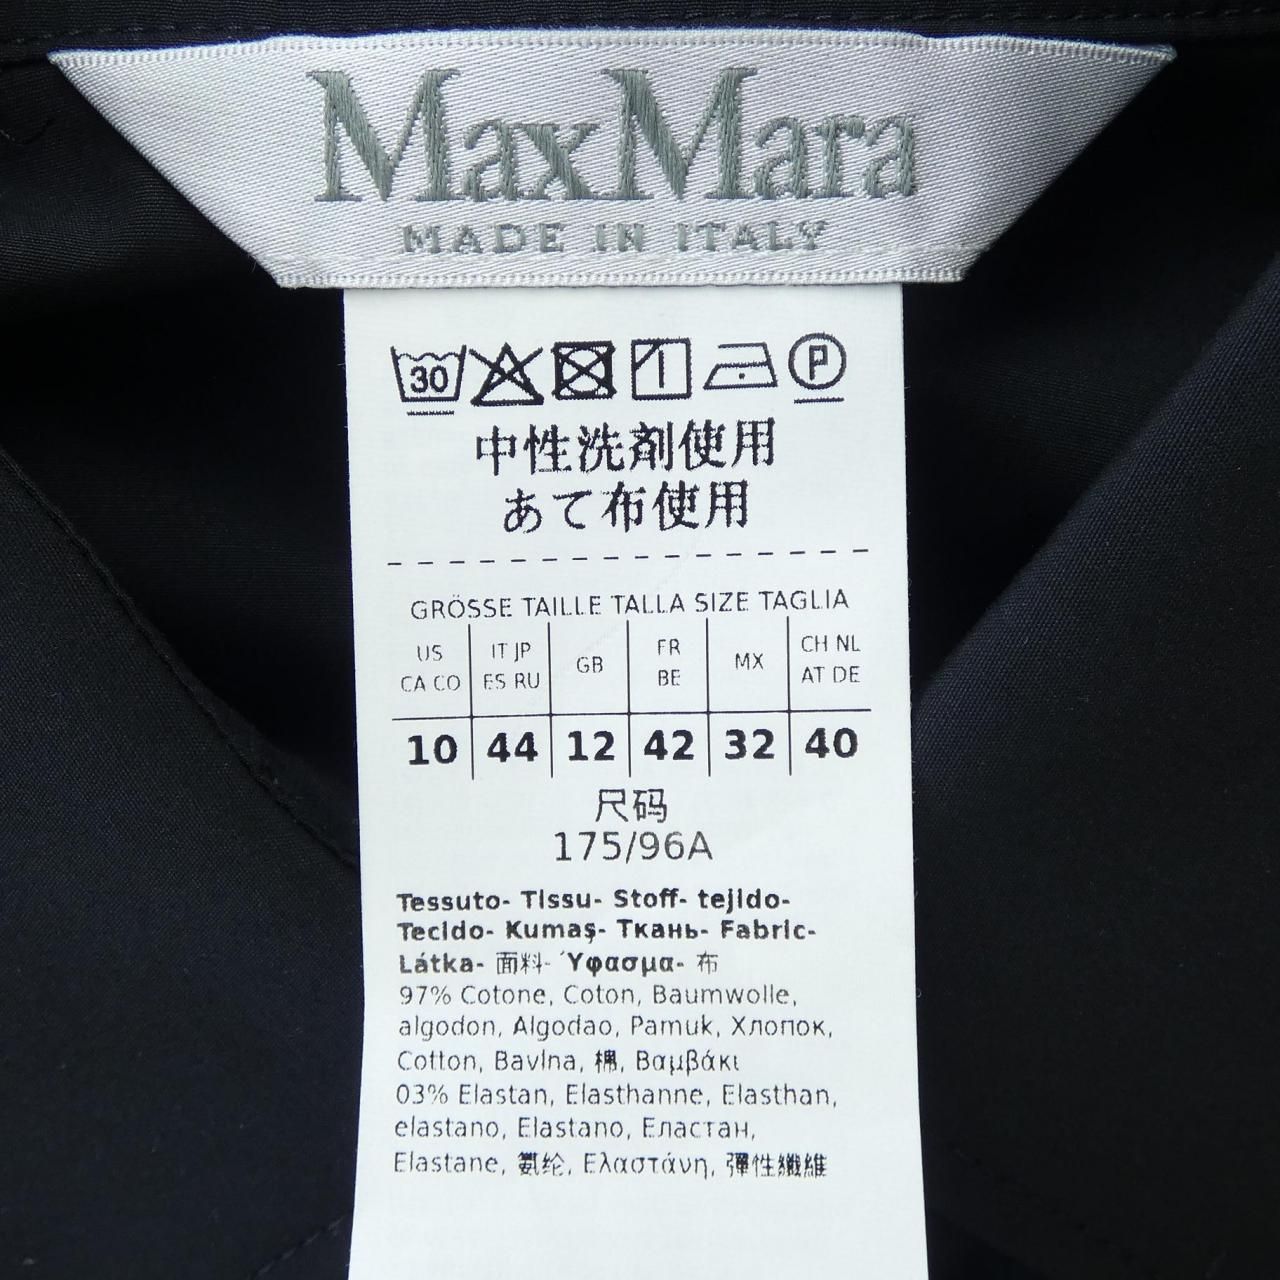 MaxMara
MADE IN ITALY
30 P
中性洗剤使用
あて布使用
GRÖSSE TAILLE TALLA SIZE TAGLIA
US CA CO IT JP ES RU GB FR BE MX CH NL AT DE
10 44 12 42 32 40
尺码
175/96A
Tessuto- Tissu- Stoff- tejido-
Tecido- Kumaş- Ткань- Fabric-
Látka- 面料- Ύφασμα- 布
97% Cotone, Coton, Baumwolle,
algodon, Algodao, Pamuk, Хлопок,
Cotton, Bavlna, 棉, Βαμβάκι
03% Elastan, Elasthanne, Elasthan,
elastano, Elastano, Еластан,
Elastane, 氨纶, Ελαστάνη, 彈性纖維